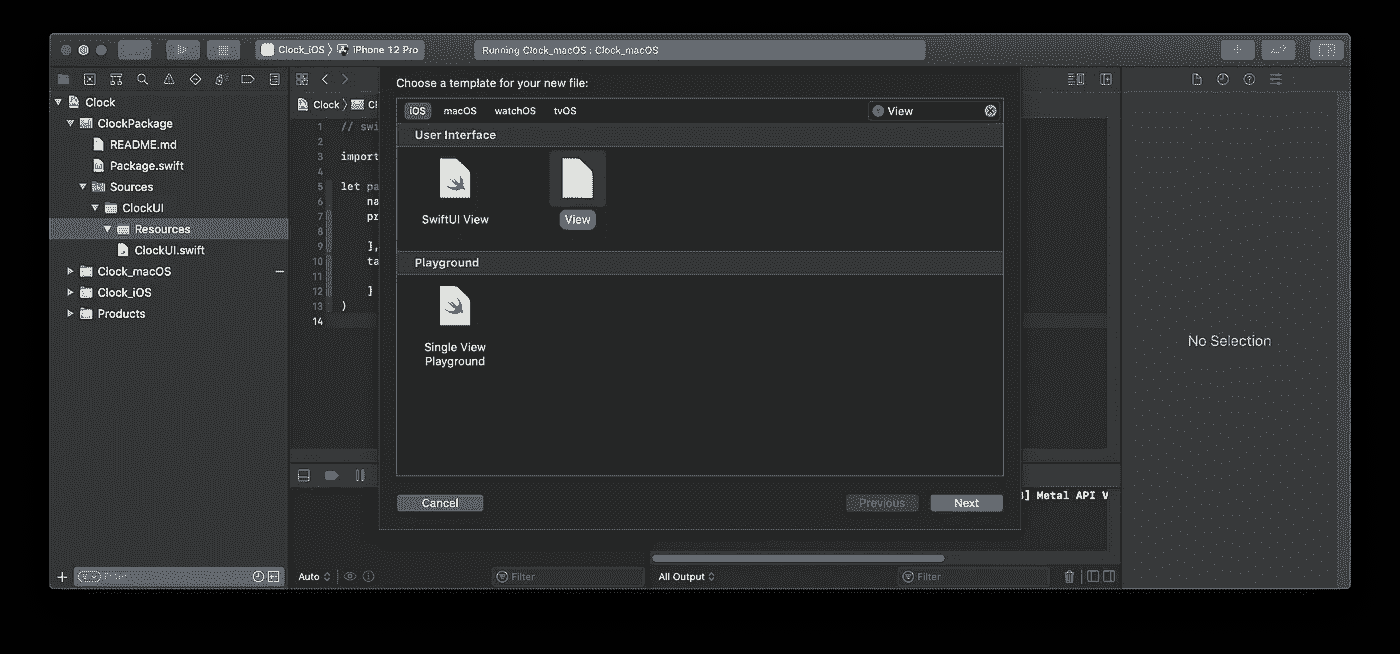 Clock_iOS 〉 iPhone 12 Pro
Running Clock_macOS : Clock_macOS
Clock
ClockPackage
README.md
Package.swift
Sources
ClockUI
Resources
ClockUI.swift
Clock_macOS
Clock_iOS
Products
Clock 〉 Cl
1 // swi
2
3 import
4
5 let pa
6 na
7 pr
8
9 ],
10 ta
11
12 ]
13 )
14
Choose a template for your new file:
iOS macOS watchOS tvOS View
User Interface
SwiftUI View
View
Playground
Single View
Playground
Cancel Previous Next
No Selection
] Metal API V
Auto
Filter
All Output
Filter